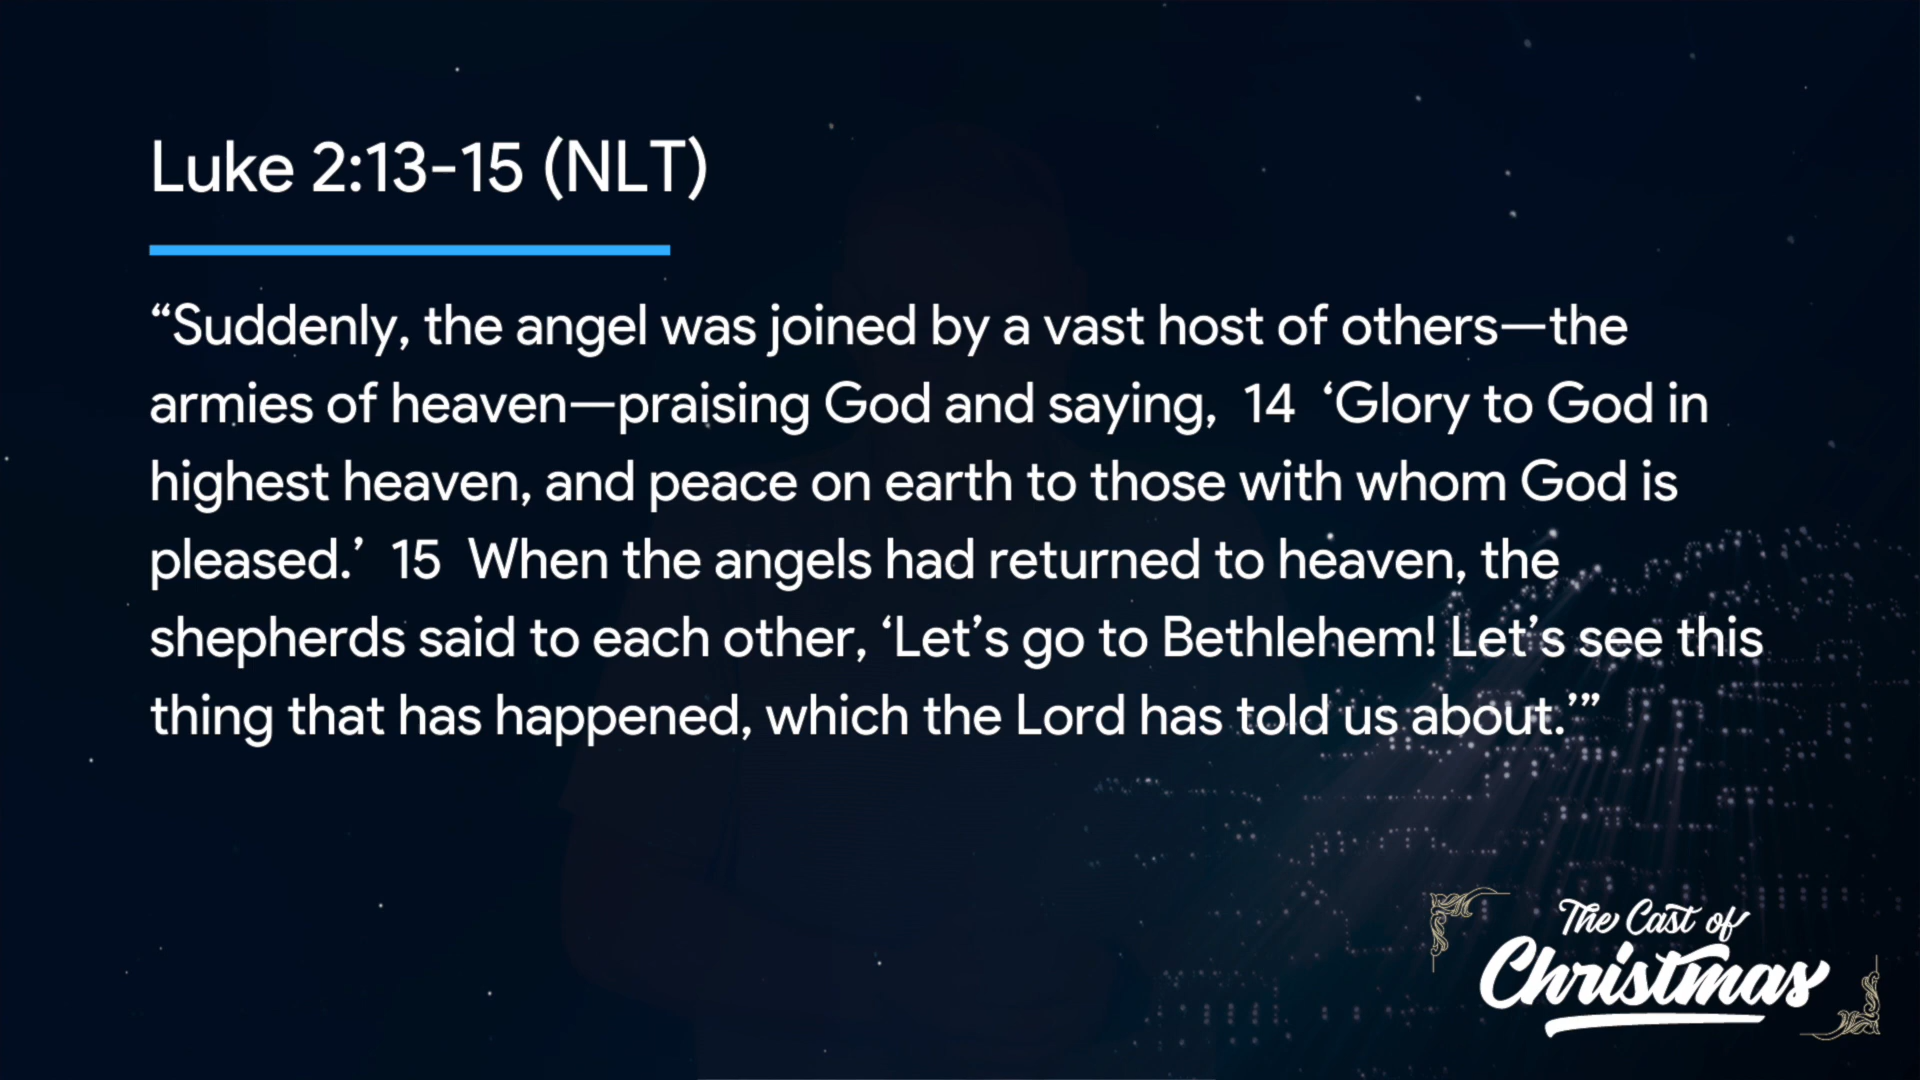 Luke 2:13-15 (NLT)
“Suddenly, the angel was joined by a vast host of others—the
armies of heaven—praising God and saying,  14  ‘Glory to God in
highest heaven, and peace on earth to those with whom God is
pleased.’  15  When the angels had returned to heaven, the
shepherds said to each other, ‘Let’s go to Bethlehem! Let’s see this
thing that has happened, which the Lord has told us about.’”
The Cast of
Christmas